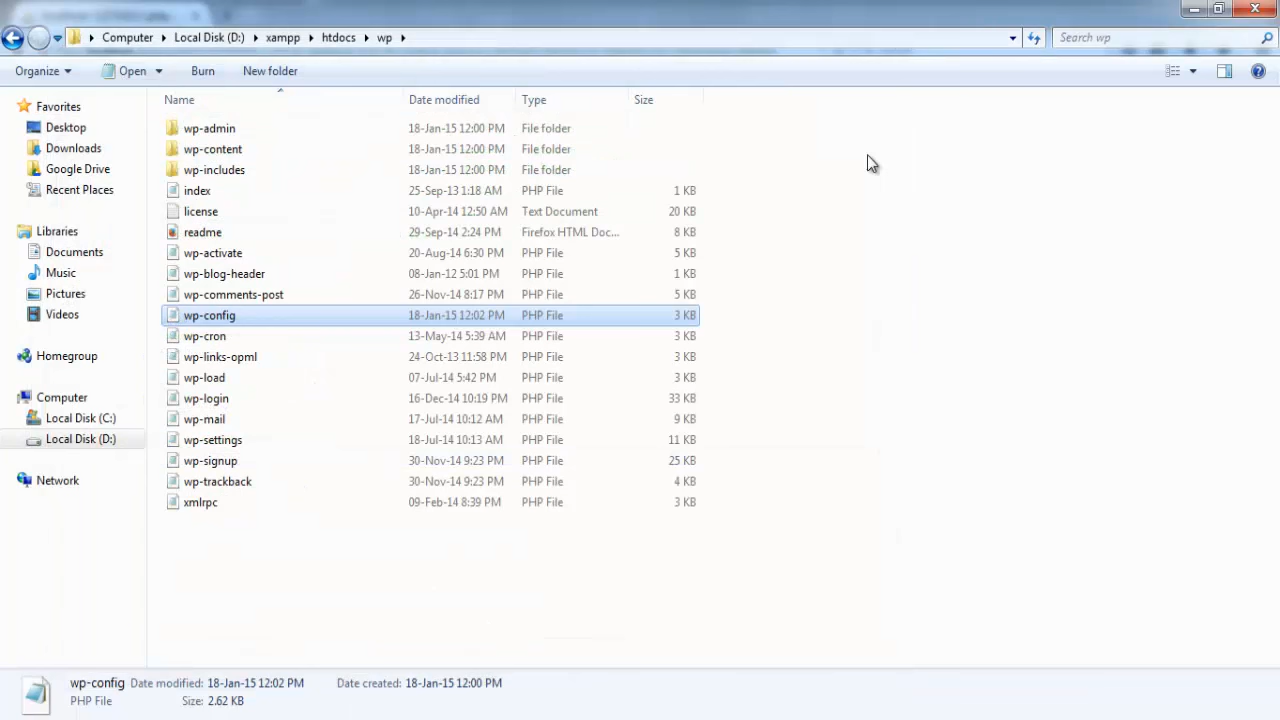 Computer Local Disk (D:) xampp htdocs wp
Search wp
Organize Open Burn New folder
Favorites
Desktop
Downloads
Google Drive
Recent Places
Libraries
Documents
Music
Pictures
Videos
Homegroup
Computer
Local Disk (C:)
Local Disk (D:)
Network
Name Date modified Type Size
wp-admin 18-Jan-15 12:00 PM File folder
wp-content 18-Jan-15 12:00 PM File folder
wp-includes 18-Jan-15 12:00 PM File folder
index 25-Sep-13 1:18 AM PHP File 1 KB
license 10-Apr-14 12:50 AM Text Document 20 KB
readme 29-Sep-14 2:24 PM Firefox HTML Doc... 8 KB
wp-activate 20-Aug-14 6:30 PM PHP File 5 KB
wp-blog-header 08-Jan-12 5:01 PM PHP File 1 KB
wp-comments-post 26-Nov-14 8:17 PM PHP File 5 KB
wp-config 18-Jan-15 12:02 PM PHP File 3 KB
wp-cron 13-May-14 5:39 AM PHP File 3 KB
wp-links-opml 24-Oct-13 11:58 PM PHP File 3 KB
wp-load 07-Jul-14 5:42 PM PHP File 3 KB
wp-login 16-Dec-14 10:19 PM PHP File 33 KB
wp-mail 17-Jul-14 10:12 AM PHP File 9 KB
wp-settings 18-Jul-14 10:13 AM PHP File 11 KB
wp-signup 30-Nov-14 9:23 PM PHP File 25 KB
wp-trackback 30-Nov-14 9:23 PM PHP File 4 KB
xmlrpc 09-Feb-14 8:39 PM PHP File 3 KB
wp-config Date modified: 18-Jan-15 12:02 PM Date created: 18-Jan-15 12:00 PM
PHP File Size: 2.62 KB